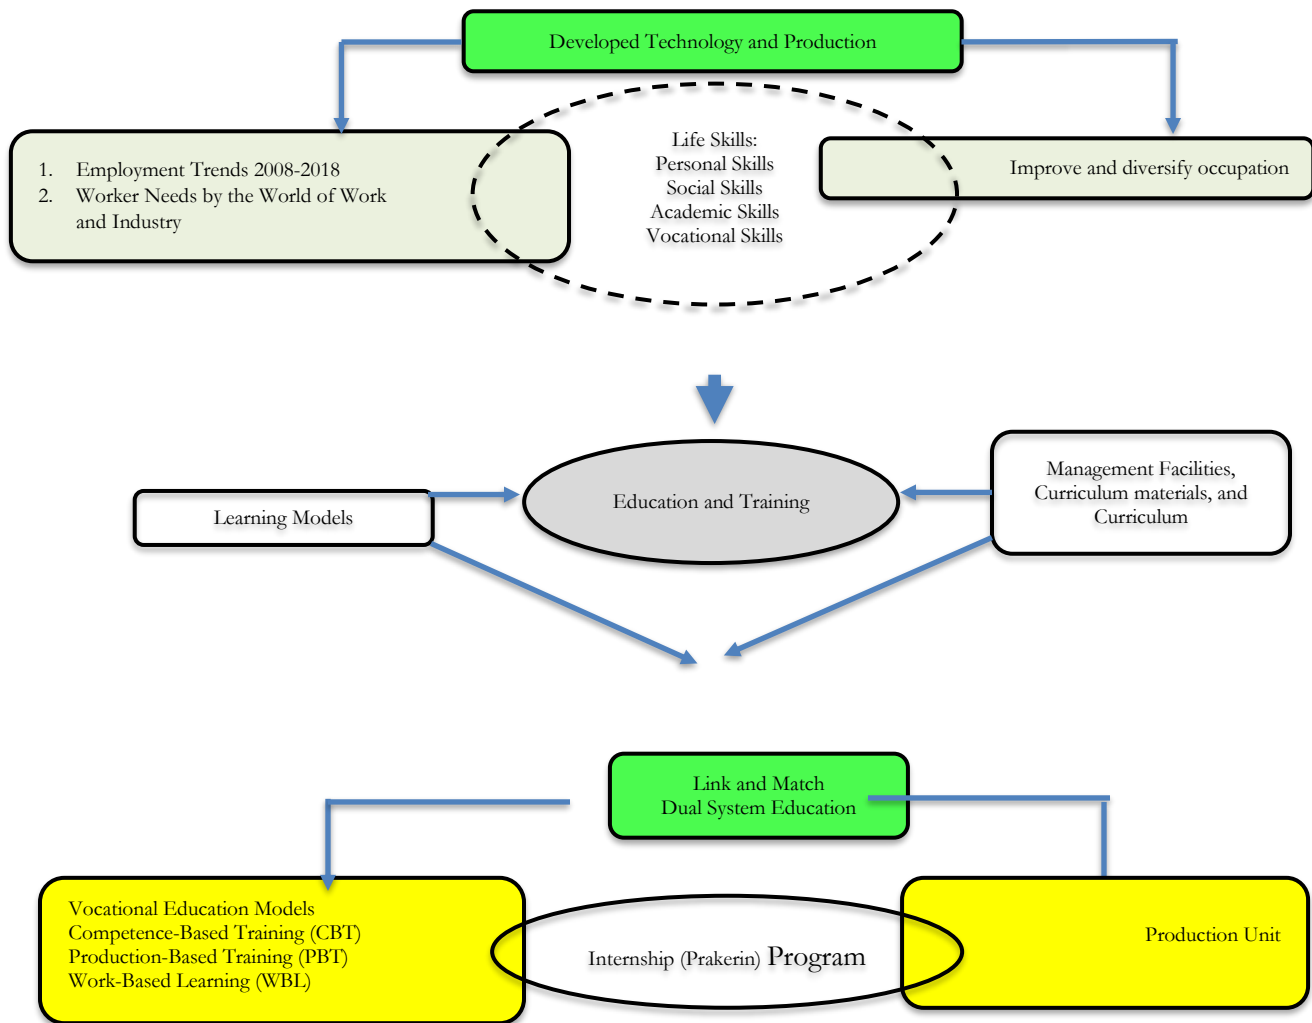 Developed Technology and Production
1. Employment Trends 2008-2018
2. Worker Needs by the World of Work
and Industry
Life Skills:
Personal Skills
Social Skills
Academic Skills
Vocational Skills
Improve and diversify occupation
Learning Models
Education and Training
Management Facilities,
Curriculum materials, and
Curriculum
Link and Match
Dual System Education
Vocational Education Models
Competence-Based Training (CBT)
Production-Based Training (PBT)
Work-Based Learning (WBL)
Internship (Prakerin) Program
Production Unit